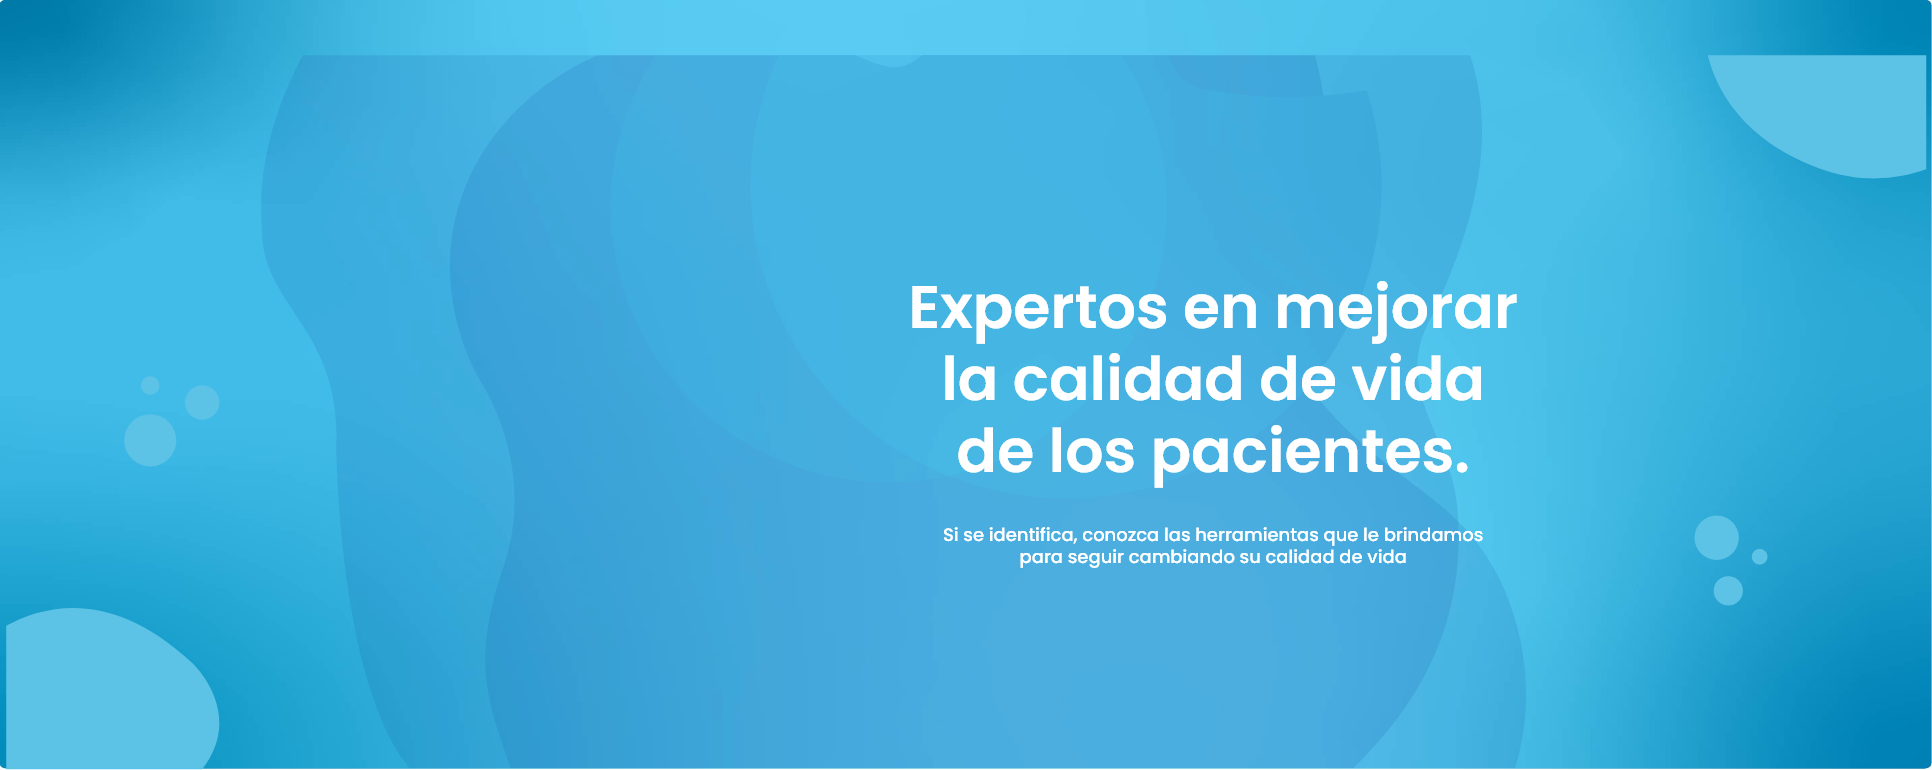 Expertos en mejorar
la calidad de vida
de los pacientes.
Si se identifica, conozca las herramientas que le brindamos
para seguir cambiando su calidad de vida